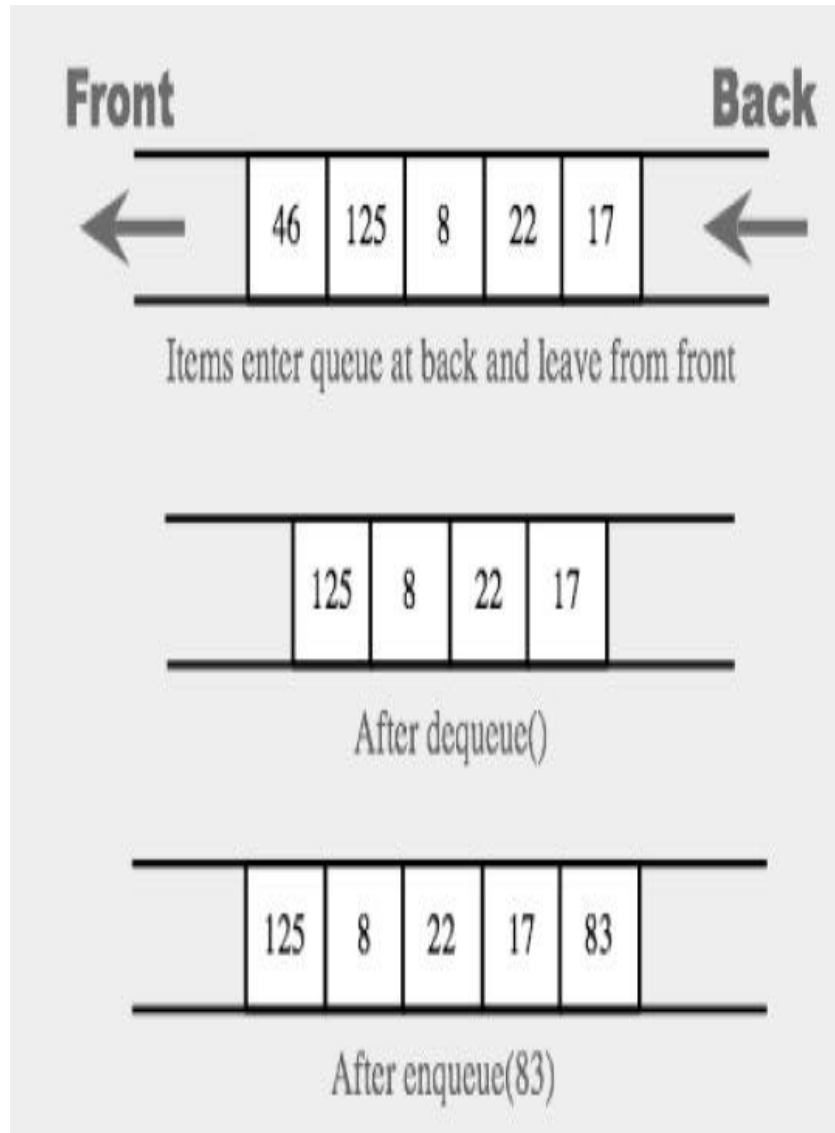 Front Back
46 125 8 22 17
Items enter queue at back and leave from front
125 8 22 17
After dequeue()
125 8 22 17 83
After enqueue(83)